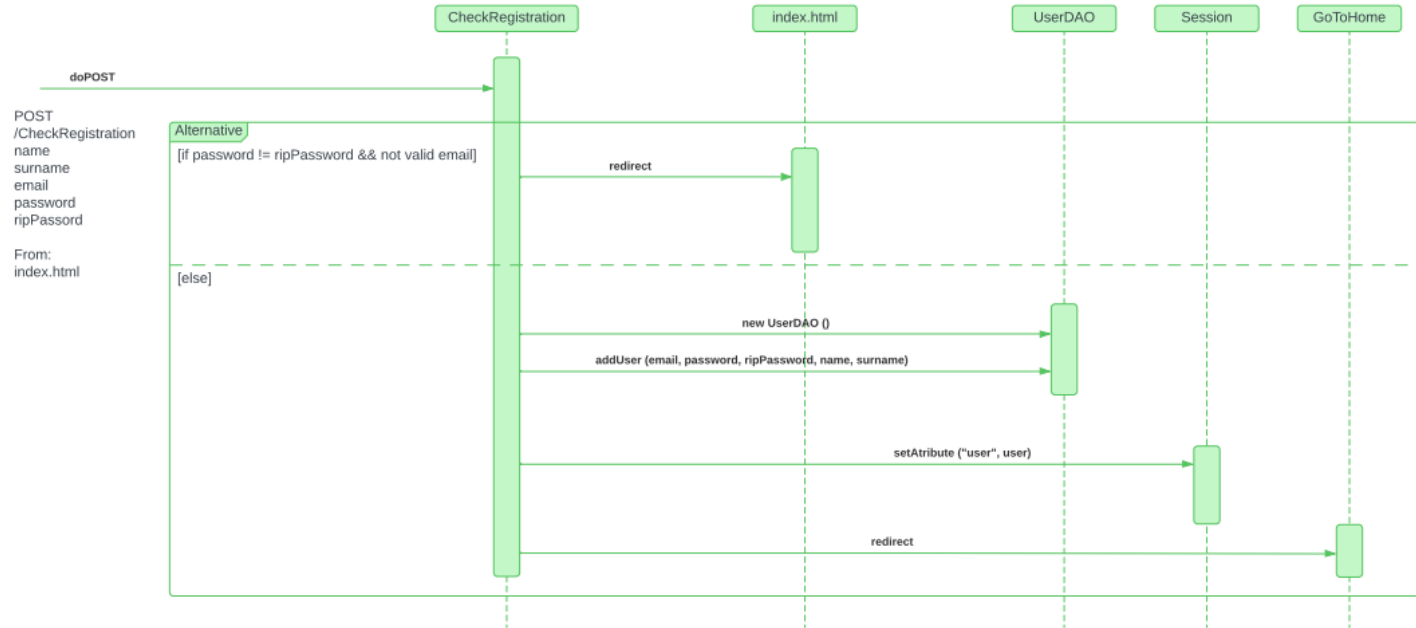 CheckRegistration
index.html
UserDAO
Session
GoToHome
doPOST
POST
/CheckRegistration
name
surname
email
password
ripPassord
From:
index.html
Alternative
[if password != ripPassword && not valid email]
redirect
[else]
new UserDAO ()
addUser (email, password, ripPassword, name, surname)
setAtribute ("user", user)
redirect